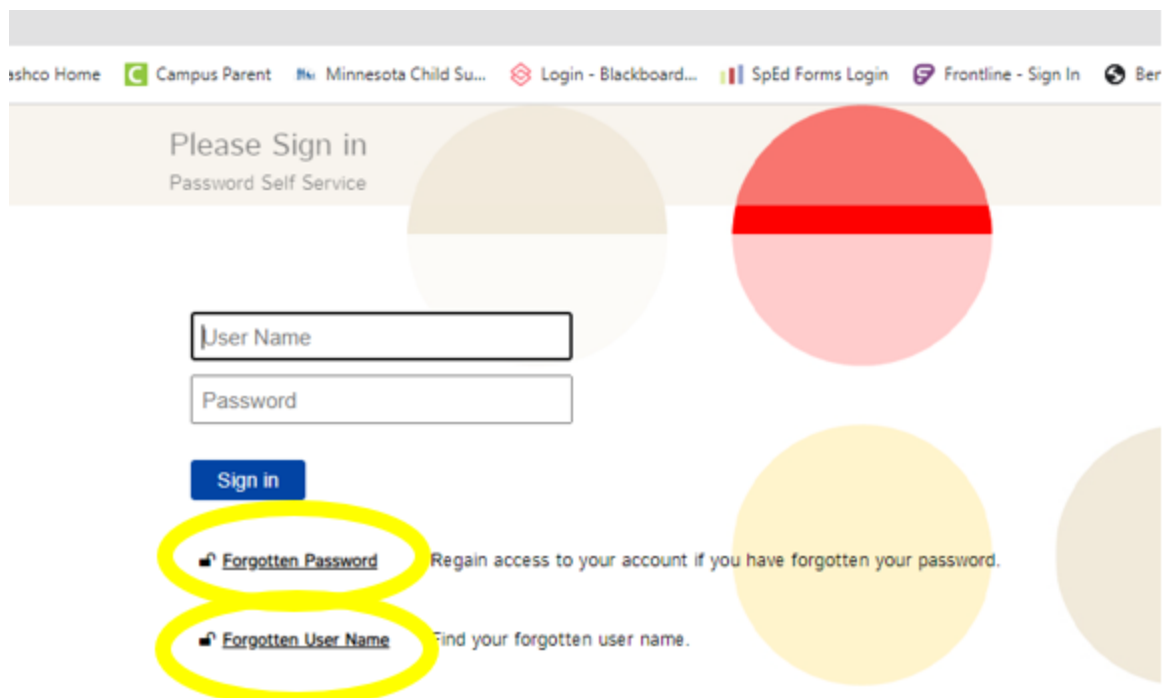 ashco Home Campus Parent Minnesota Child Su... Login - Blackboard... SpEd Forms Login Frontline - Sign In Ber
Please Sign in
Password Self Service
User Name
Password
Sign in
Forgotten Password Regain access to your account if you have forgotten your password.
Forgotten User Name Find your forgotten user name.